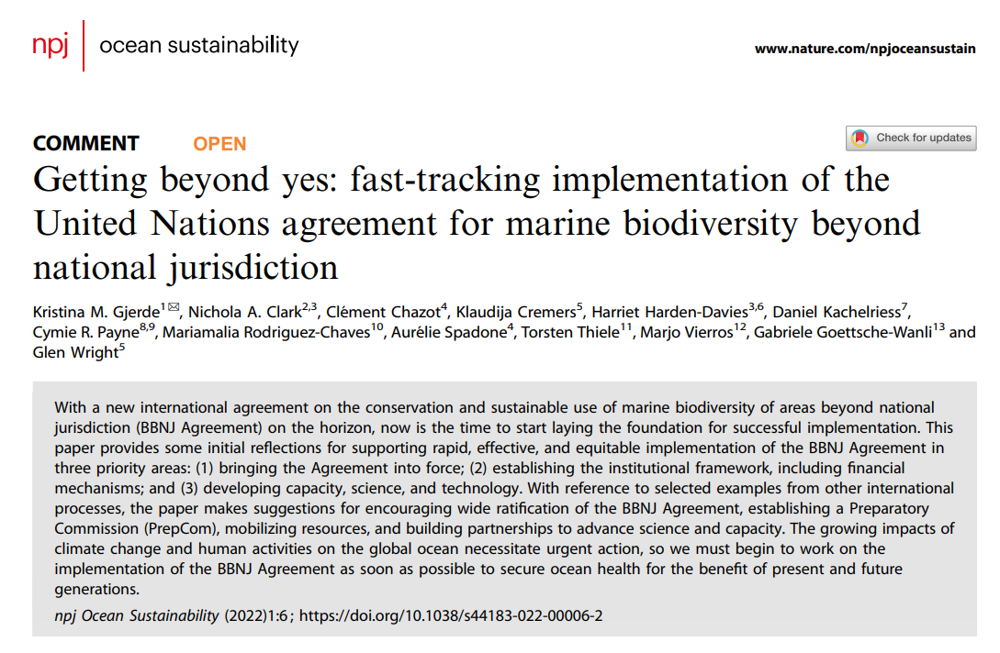 npj | ocean sustainability
www.nature.com/npjoceansustain
COMMENT OPEN
Check for updates
Getting beyond yes: fast-tracking implementation of the
United Nations agreement for marine biodiversity beyond
national jurisdiction
Kristina M. Gjerde1✉, Nichola A. Clark2,3, Clément Chazot4, Klaudija Cremers5, Harriet Harden-Davies3,6, Daniel Kachelriess7,
Cymie R. Payne8,9, Mariamalia Rodriguez-Chaves10, Aurélie Spadone4, Torsten Thiele11, Marjo Vierros12, Gabriele Goettsche-Wanli13 and
Glen Wright5
With a new international agreement on the conservation and sustainable use of marine biodiversity of areas beyond national
jurisdiction (BBNJ Agreement) on the horizon, now is the time to start laying the foundation for successful implementation. This
paper provides some initial reflections for supporting rapid, effective, and equitable implementation of the BBNJ Agreement in
three priority areas: (1) bringing the Agreement into force; (2) establishing the institutional framework, including financial
mechanisms; and (3) developing capacity, science, and technology. With reference to selected examples from other international
processes, the paper makes suggestions for encouraging wide ratification of the BBNJ Agreement, establishing a Preparatory
Commission (PrepCom), mobilizing resources, and building partnerships to advance science and capacity. The growing impacts of
climate change and human activities on the global ocean necessitate urgent action, so we must begin to work on the
implementation of the BBNJ Agreement as soon as possible to secure ocean health for the benefit of present and future
generations.
npj Ocean Sustainability (2022)1:6 ; https://doi.org/10.1038/s44183-022-00006-2